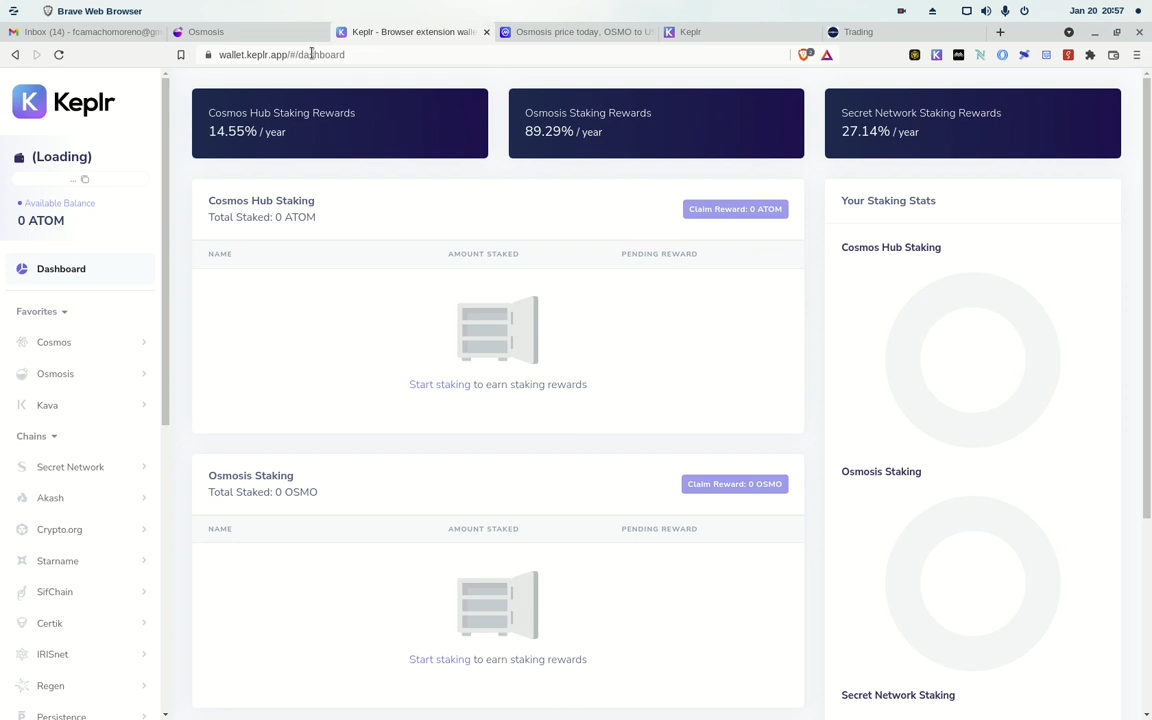 Brave Web Browser
Jan 20 20:57
Inbox (14) - fcamachomoreno@gm
Osmosis
Keplr - Browser extension walle
Osmosis price today, OSMO to U
Keplr
Trading
wallet.keplr.app/#/dashboard
K Keplr
(Loading)
...
Available Balance
0 ATOM
Dashboard
Favorites
Cosmos
Osmosis
Kava
Chains
Secret Network
Akash
Crypto.org
Starname
SifChain
Certik
IRISnet
Regen
Persistence
Cosmos Hub Staking Rewards
14.55% / year
Osmosis Staking Rewards
89.29% / year
Secret Network Staking Rewards
27.14% / year
Cosmos Hub Staking
Total Staked: 0 ATOM
Claim Reward: 0 ATOM
NAME AMOUNT STAKED PENDING REWARD
Start staking to earn staking rewards
Osmosis Staking
Total Staked: 0 OSMO
Claim Reward: 0 OSMO
NAME AMOUNT STAKED PENDING REWARD
Start staking to earn staking rewards
Your Staking Stats
Cosmos Hub Staking
Osmosis Staking
Secret Network Staking